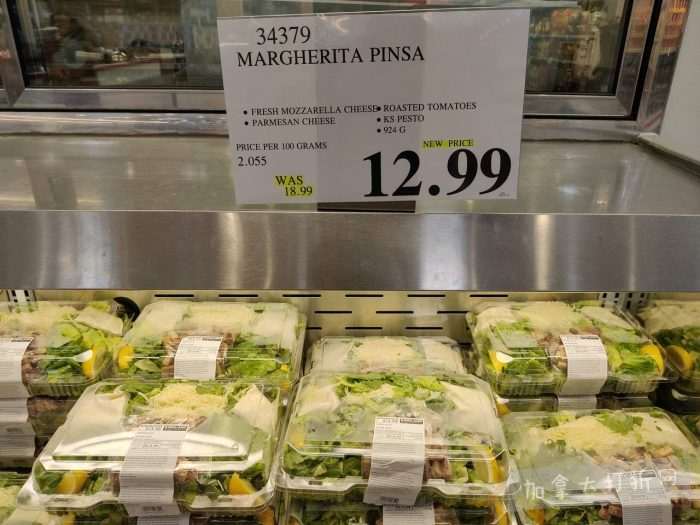 34379
MARGHERITA PINSA
• FRESH MOZZARELLA CHEESE • ROASTED TOMATOES
• PARMESAN CHEESE • KS PESTO
• 924 G
PRICE PER 100 GRAMS
2.055
NEW PRICE
WAS
18.99
12.99
加拿大打折网